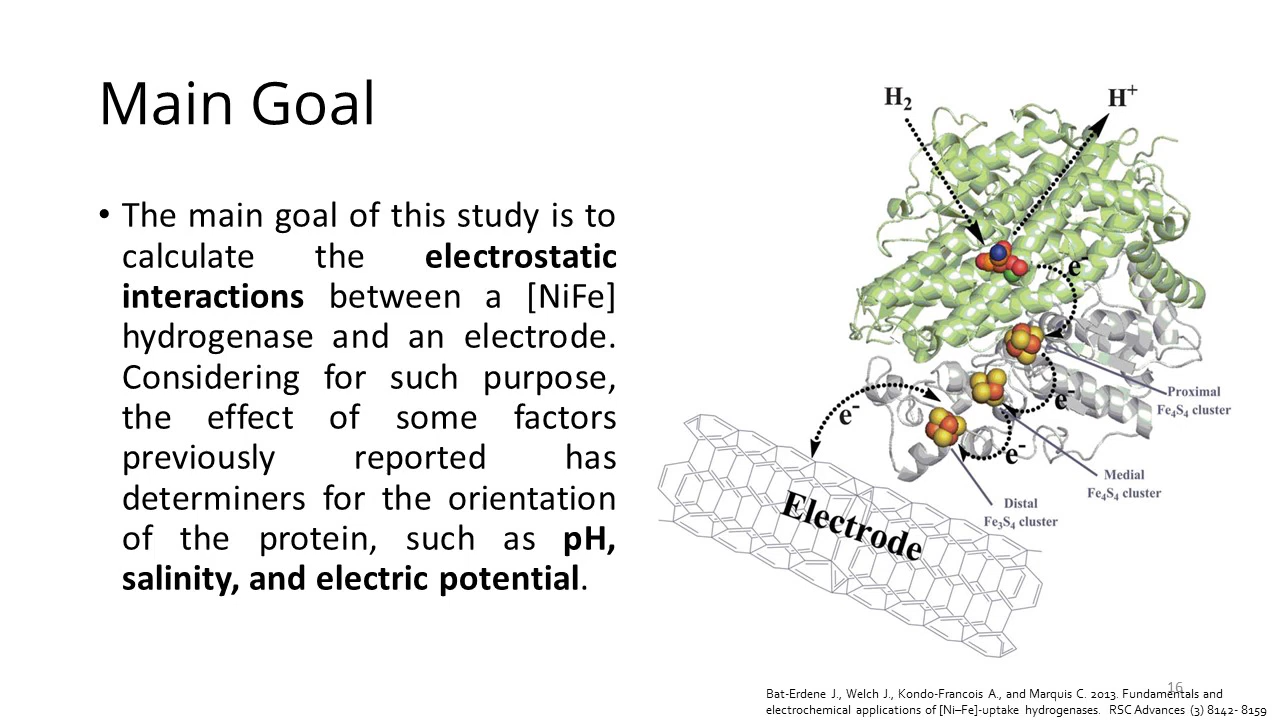 Main Goal
• The main goal of this study is to
calculate the electrostatic
interactions between a [NiFe]
hydrogenase and an electrode.
Considering for such purpose,
the effect of some factors
previously reported has
determiners for the orientation
of the protein, such as pH,
salinity, and electric potential.
H₂
H⁺
e⁻
e⁻
Proximal
Fe₄S₄ cluster
e⁻
e⁻
Medial
Fe₄S₄ cluster
Distal
Fe₃S₄ cluster
Electrode
16
Bat-Erdene J., Welch J., Kondo-Francois A., and Marquis C. 2013. Fundamentals and
electrochemical applications of [Ni–Fe]-uptake hydrogenases. RSC Advances (3) 8142- 8159